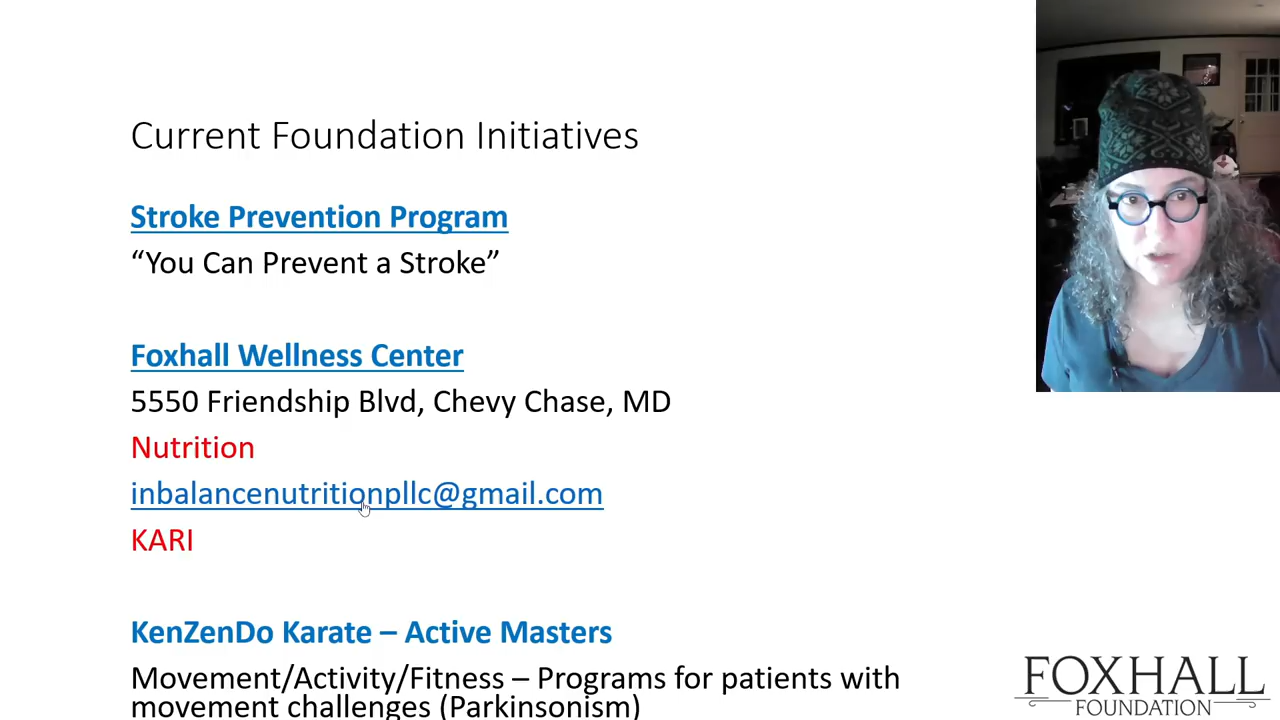 Current Foundation Initiatives
Stroke Prevention Program
“You Can Prevent a Stroke”
Foxhall Wellness Center
5550 Friendship Blvd, Chevy Chase, MD
Nutrition
inbalancenutritionpllc@gmail.com
KARI
KenZenDo Karate – Active Masters
Movement/Activity/Fitness – Programs for patients with
movement challenges (Parkinsonism)
FOXHALL
FOUNDATION